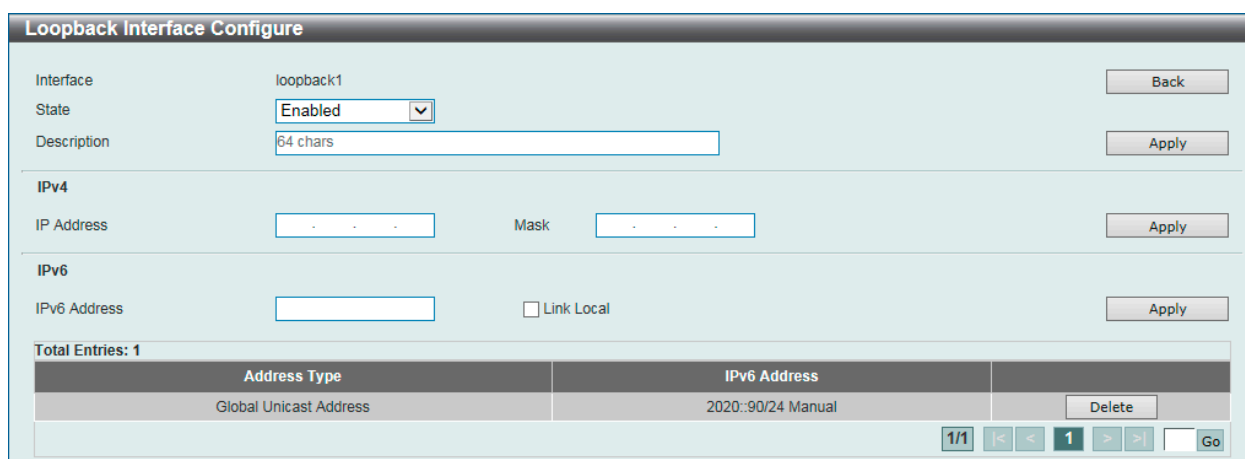 Loopback Interface Configure
Interface loopback1 Back
State Enabled
Description 64 chars Apply
IPv4
IP Address . . . Mask . . . Apply
IPv6
IPv6 Address Link Local Apply
Total Entries: 1
Address Type IPv6 Address
Global Unicast Address 2020::90/24 Manual Delete
1/1 |< < 1 > >| Go